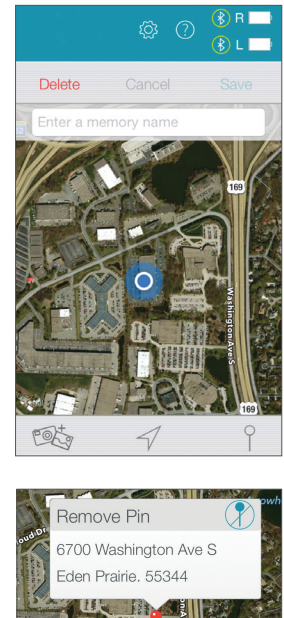 R
L
Delete Cancel Save
Enter a memory name
169
Washington Ave S
169
Remove Pin
6700 Washington Ave S
Eden Prairie. 55344